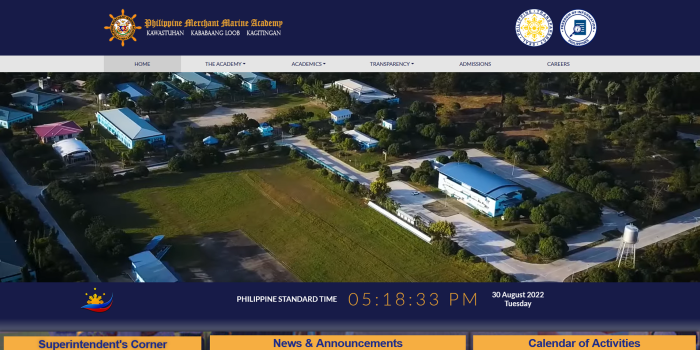 Philippine Merchant Marine Academy
KAWASTUHAN KABABAANG LOOB KAGITINGAN
HOME THE ACADEMY ACADEMICS TRANSPARENCY ADMISSIONS CAREERS
PHILIPPINE STANDARD TIME 05:18:33 PM 30 August 2022
Tuesday
Superintendent's Corner News & Announcements Calendar of Activities